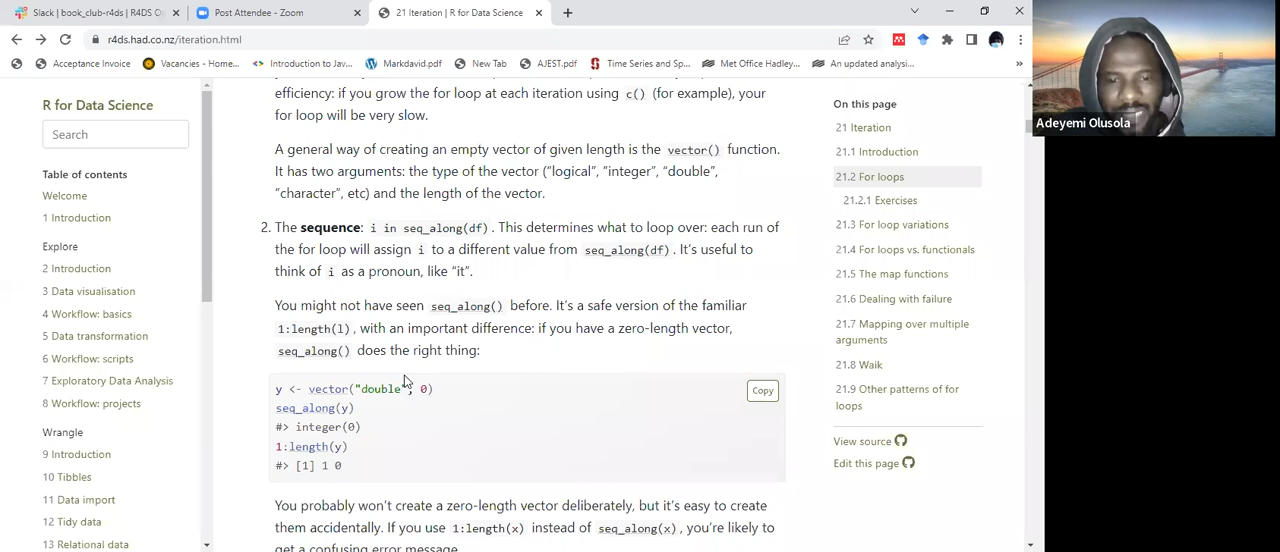 Slack | book_club-r4ds | R4DS O
Post Attendee - Zoom
21 Iteration | R for Data Science
r4ds.had.co.nz/iteration.html
Acceptance Invoice
Vacancies - Home...
Introduction to Jav...
Markdavid.pdf
New Tab
AJEST.pdf
Time Series and Sp...
Met Office Hadley...
An updated analysi...
»
Adeyemi Olusola
R for Data Science
Search
Table of contents
Welcome
1 Introduction
Explore
2 Introduction
3 Data visualisation
4 Workflow: basics
5 Data transformation
6 Workflow: scripts
7 Exploratory Data Analysis
8 Workflow: projects
Wrangle
9 Introduction
10 Tibbles
11 Data import
12 Tidy data
13 Relational data
efficiency: if you grow the for loop at each iteration using c() (for example), your
for loop will be very slow.
A general way of creating an empty vector of given length is the vector() function.
It has two arguments: the type of the vector (“logical”, “integer”, “double”,
“character”, etc) and the length of the vector.
2. The sequence: i in seq_along(df). This determines what to loop over: each run of
the for loop will assign i to a different value from seq_along(df). It’s useful to
think of i as a pronoun, like “it”.
You might not have seen seq_along() before. It’s a safe version of the familiar
1:length(l), with an important difference: if you have a zero-length vector,
seq_along() does the right thing:
y <- vector("double", 0)
seq_along(y)
#> integer(0)
1:length(y)
#> [1] 1 0
Copy
You probably won’t create a zero-length vector deliberately, but it’s easy to create
them accidentally. If you use 1:length(x) instead of seq_along(x), you’re likely to
get a confusing error message.
On this page
21 Iteration
21.1 Introduction
21.2 For loops
21.2.1 Exercises
21.3 For loop variations
21.4 For loops vs. functionals
21.5 The map functions
21.6 Dealing with failure
21.7 Mapping over multiple
arguments
21.8 Walk
21.9 Other patterns of for
loops
View source
Edit this page